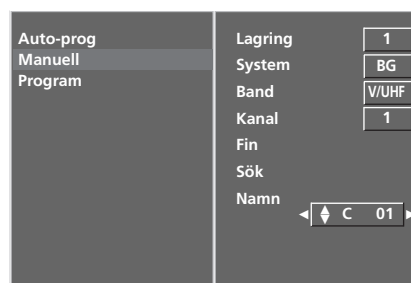 Auto-prog
Manuell
Program
Lagring 1
System BG
Band V/UHF
Kanal 1
Fin
Sök
Namn
C 01